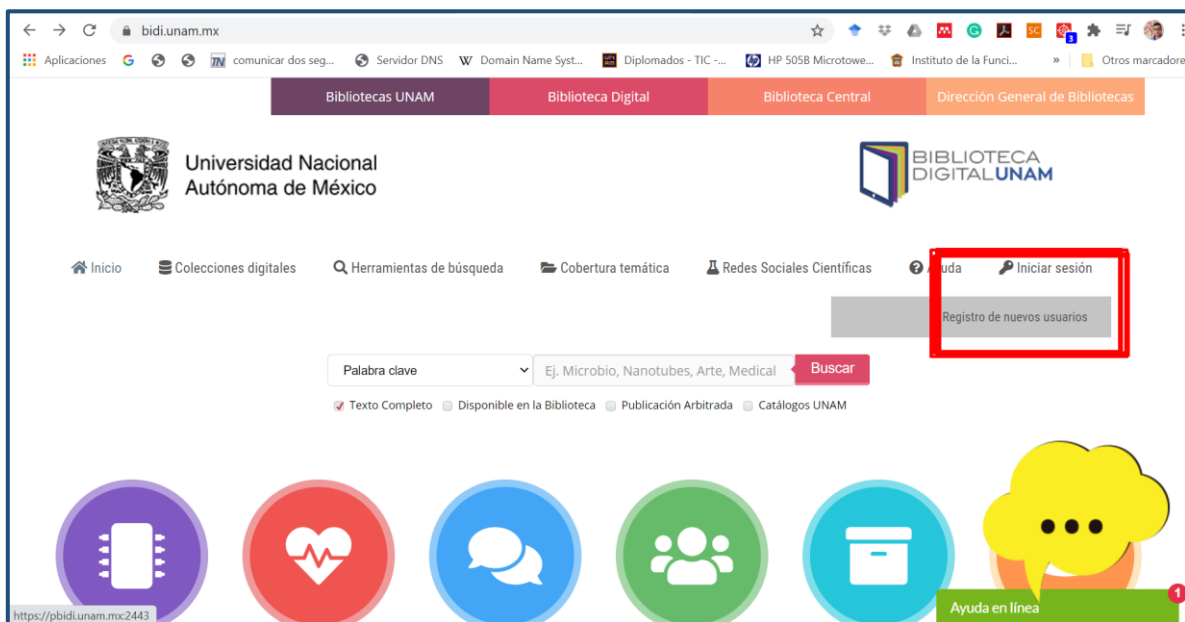 bidi.unam.mx
Aplicaciones comunicar dos seg... Servidor DNS W Domain Name Syst... Diplomados - TIC -... HP 505B Microtowe... Instituto de la Funci... » Otros marcadore
Bibliotecas UNAM Biblioteca Digital Biblioteca Central Dirección General de Bibliotecas
Universidad Nacional
Autónoma de México
BIBLIOTECA
DIGITALUNAM
Inicio Colecciones digitales Herramientas de búsqueda Cobertura temática Redes Sociales Científicas Iniciar sesión
Registro de nuevos usuarios
Palabra clave Ej. Microbio, Nanotubes, Arte, Medical Buscar
Texto Completo Disponible en la Biblioteca Publicación Arbitrada Catálogos UNAM
Ayuda en línea 1
https://pbidi.unam.mx:2443